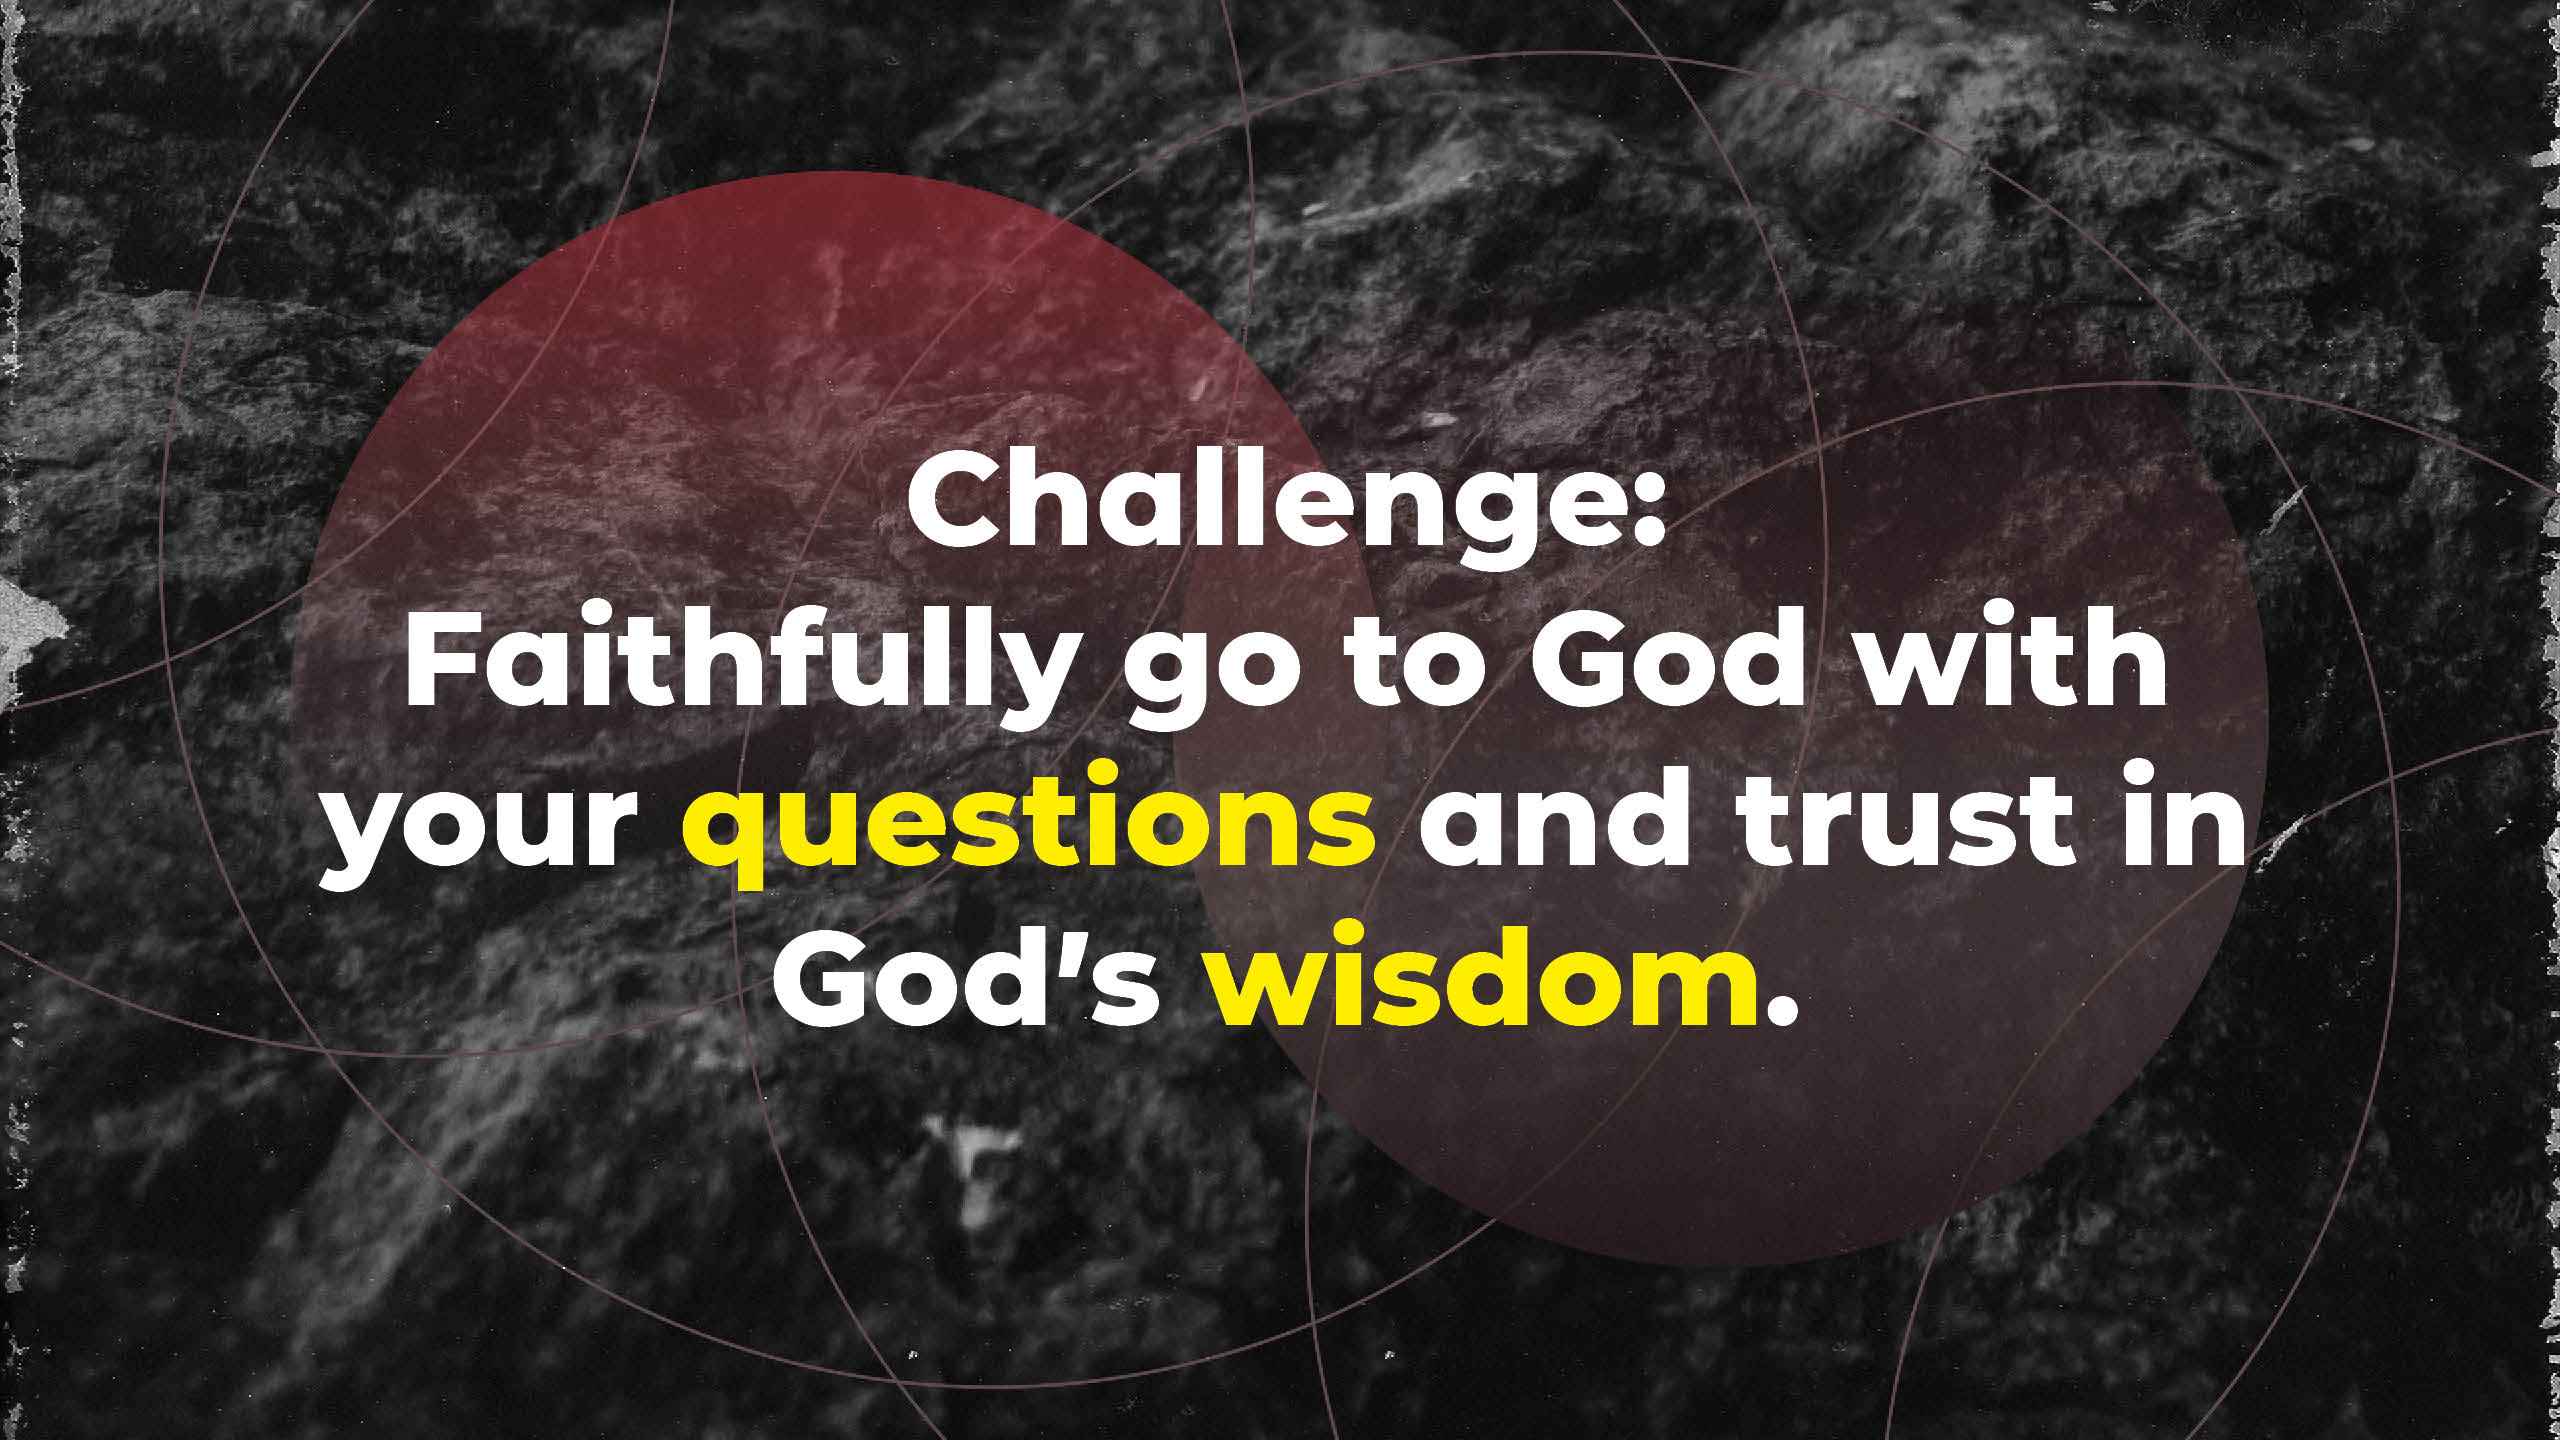 Challenge:
Faithfully go to God with
your questions and trust in
God's wisdom.